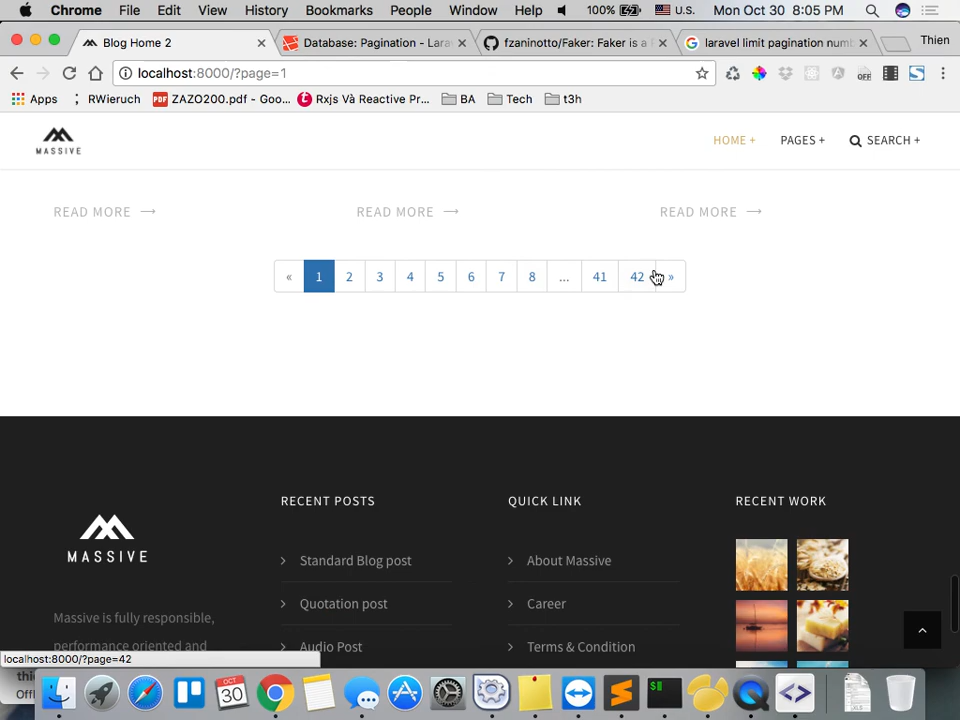 Chrome File Edit View History Bookmarks People Window Help 100% U.S. Mon Oct 30 8:05 PM
Blog Home 2
Database: Pagination - Lara
fzaninotto/Faker: Faker is a
laravel limit pagination num
Thien
localhost:8000/?page=1
OFF
Apps
RWieruch
PDF ZAZO200.pdf - Goo...
Rxjs Và Reactive Pr...
BA
Tech
t3h
MASSIVE
HOME +
PAGES +
SEARCH +
READ MORE → READ MORE → READ MORE →
« 1 2 3 4 5 6 7 8 ... 41 42 »
RECENT POSTS
QUICK LINK
RECENT WORK
MASSIVE
Standard Blog post
About Massive
Quotation post
Career
Massive is fully responsible,
performance oriented and
Audio Post
Terms & Condition
localhost:8000/?page=42
OCT
30
XLS